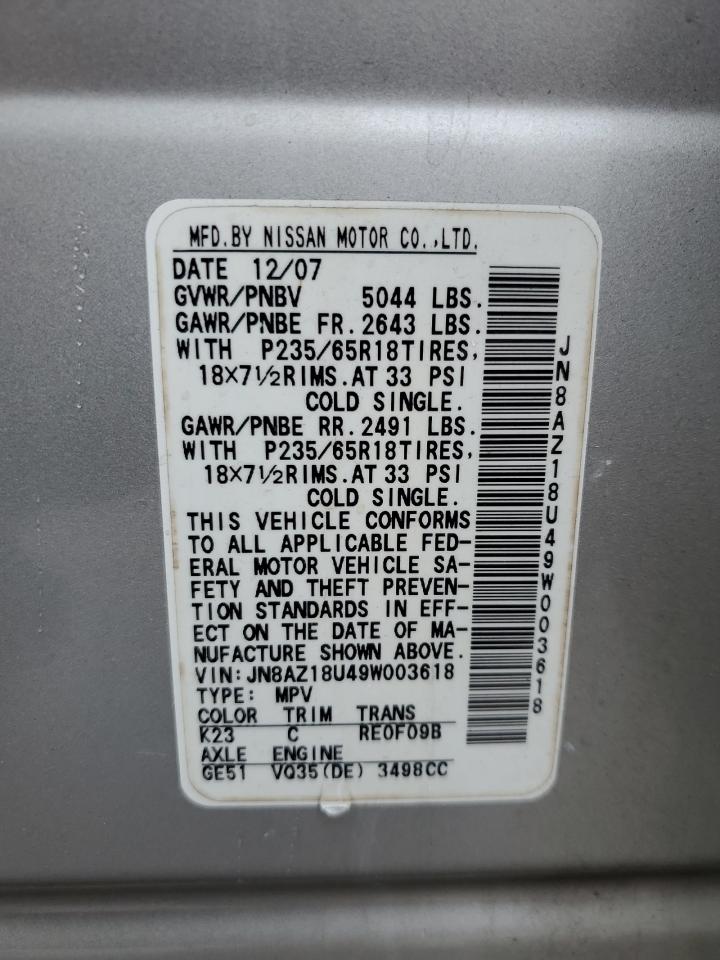 MFD.BY NISSAN MOTOR CO.,LTD.
DATE 12/07
GVWR/PNBV 5044 LBS.
GAWR/PNBE FR.2643 LBS.
WITH P235/65R18TIRES,
18×7½RIMS.AT 33 PSI
COLD SINGLE.
GAWR/PNBE RR.2491 LBS.
WITH P235/65R18TIRES,
18×7½RIMS.AT 33 PSI
COLD SINGLE.
THIS VEHICLE CONFORMS
TO ALL APPLICABLE FED-
ERAL MOTOR VEHICLE SA-
FETY AND THEFT PREVEN-
TION STANDARDS IN EFF-
ECT ON THE DATE OF MA-
NUFACTURE SHOWN ABOVE.
VIN:JN8AZ18U49W003618
TYPE: MPV
COLOR TRIM TRANS
K23 C RE0F09B
AXLE ENGINE
GE51 VQ35(DE) 3498CC
JN8AZ18U49W003618